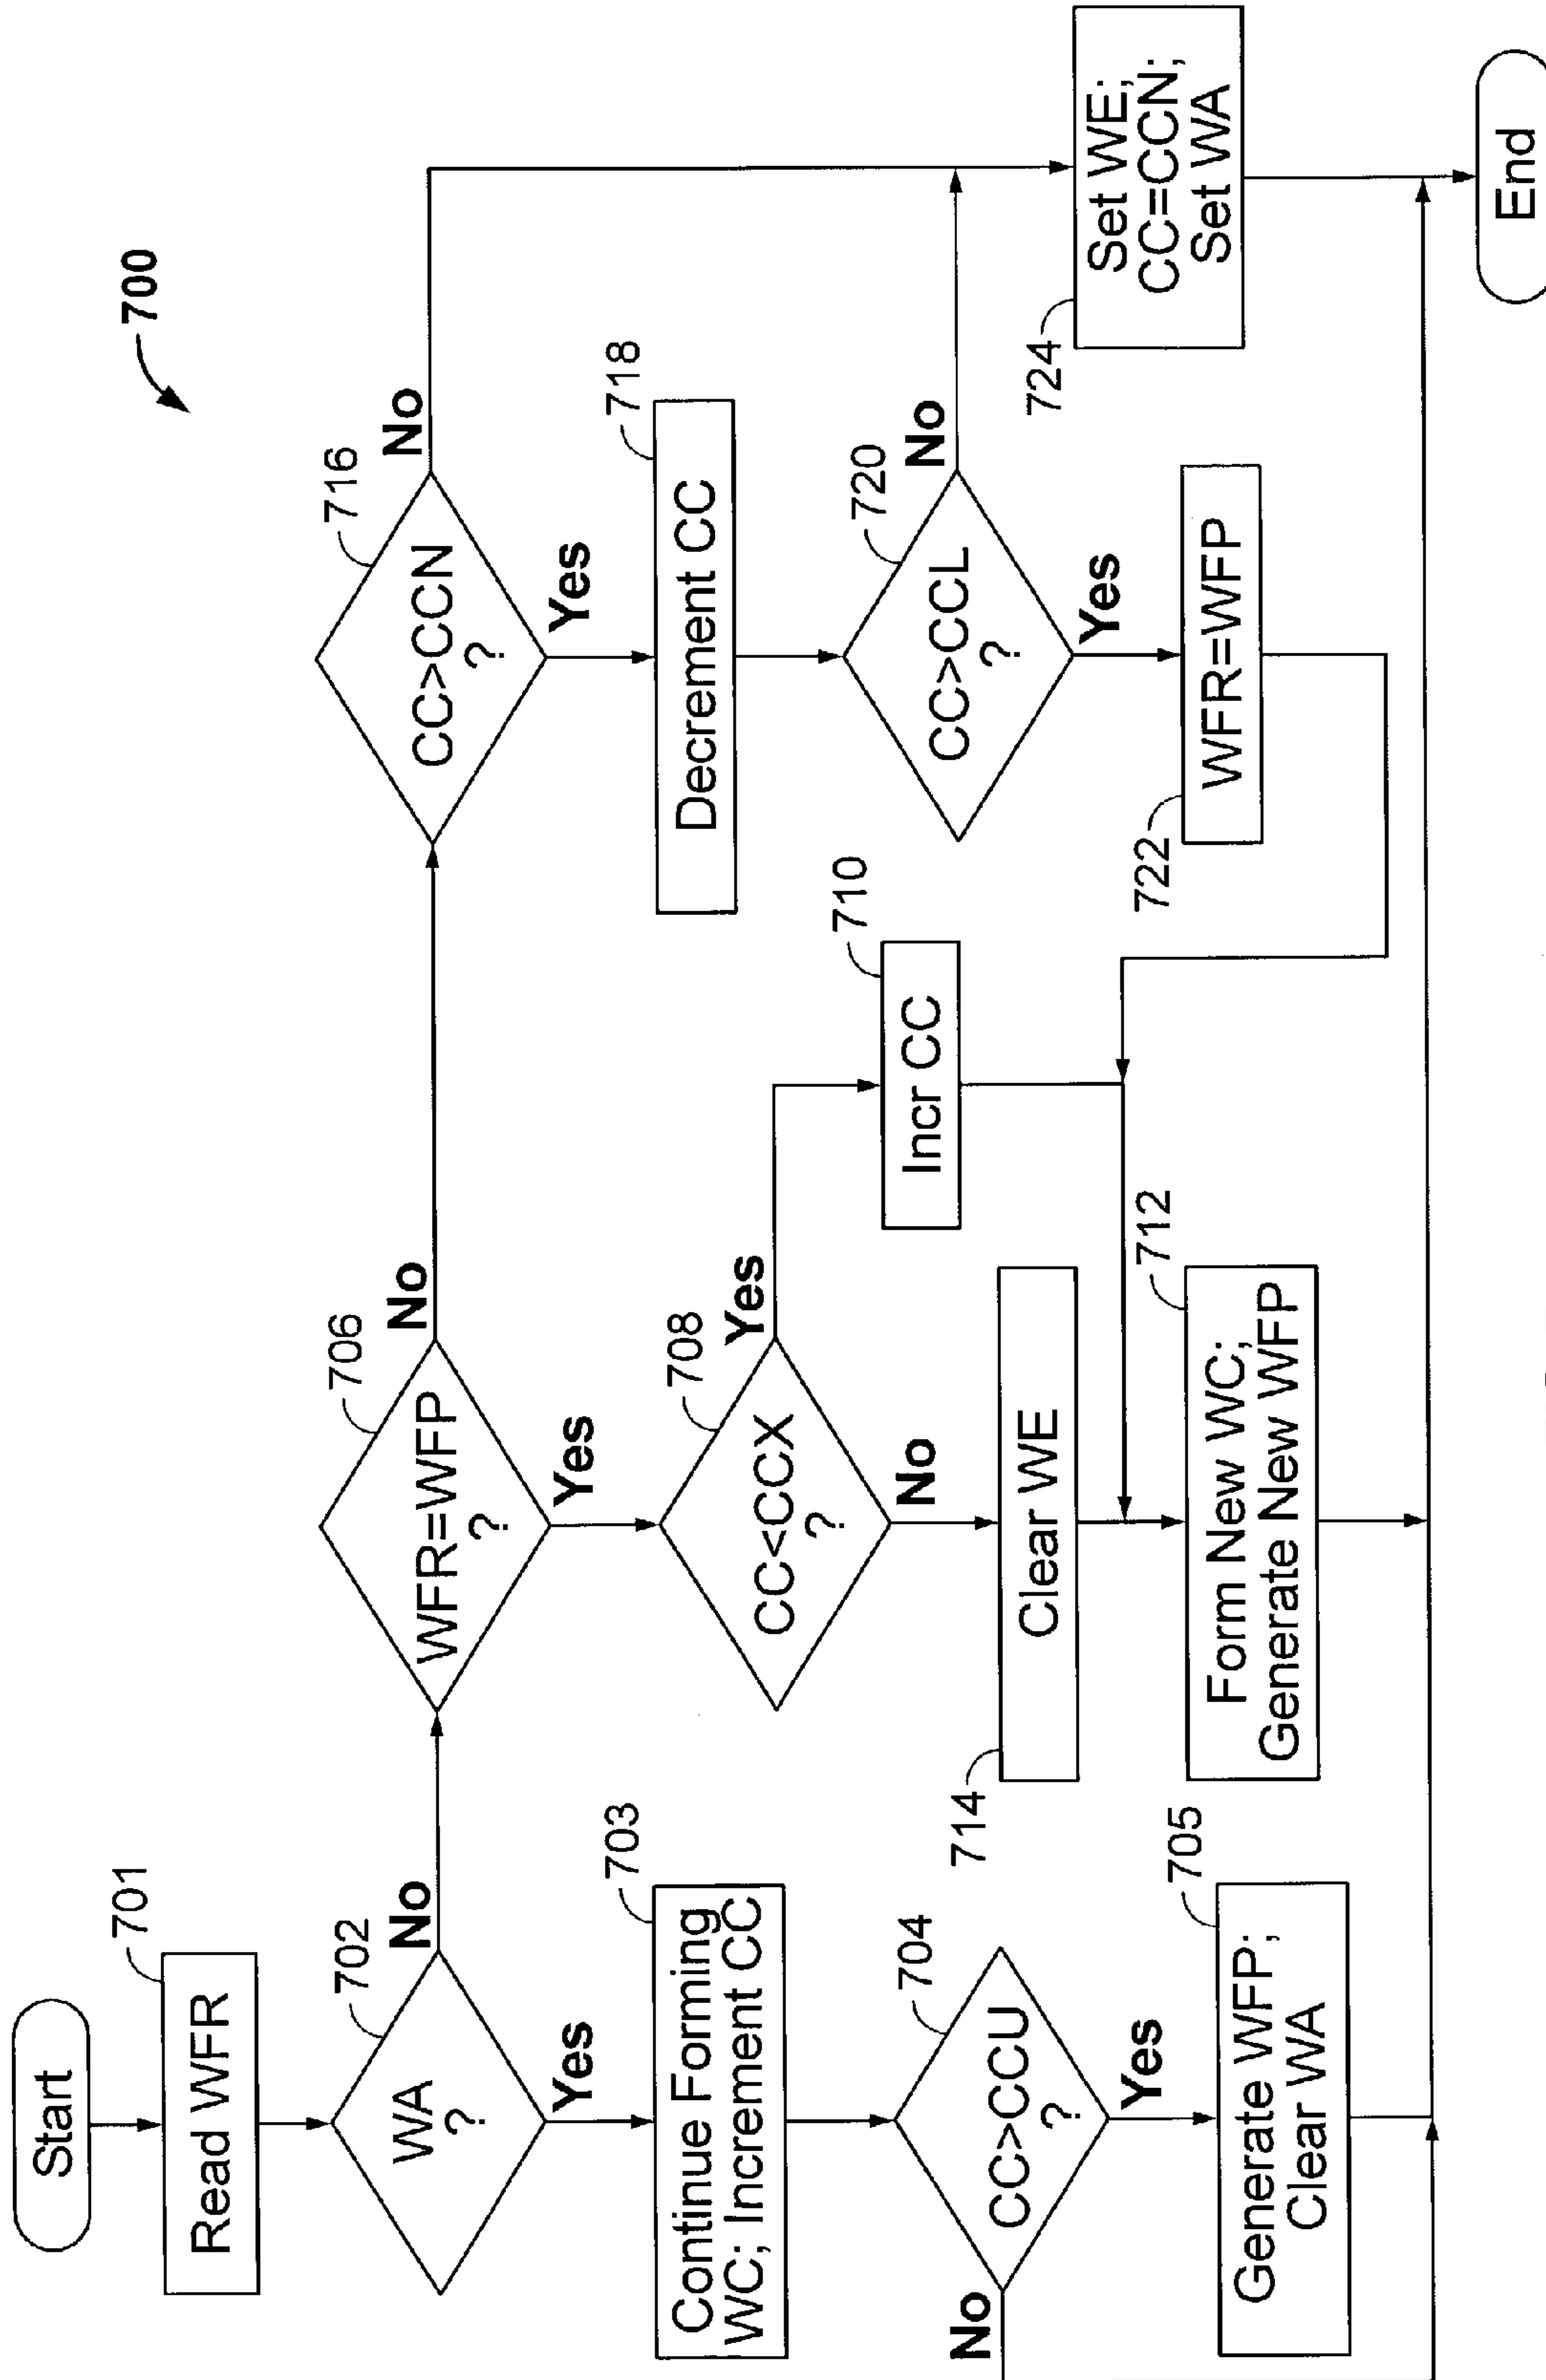 700
Start
701
Read WFR
702
WA
?
No
Yes
703
Continue Forming
WC; Increment CC
704
CC>CCU
?
No
Yes
705
Generate WFP;
Clear WA
706
WFR=WFP
?
No
Yes
708
CC<CCX
?
Yes
No
710
Incr CC
714
Clear WE
712
Form New WC;
Generate New WFP
716
CC>CCN
?
No
Yes
718
Decrement CC
720
CC>CCL
?
No
Yes
722
WFR=WFP
724
Set WE;
CC=CCN;
Set WA
End